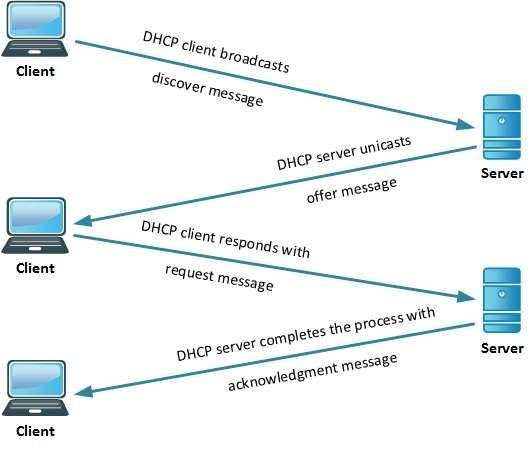 DHCP client broadcasts
discover message
Client
DHCP server unicasts
offer message
Server
DHCP client responds with
request message
Client
DHCP server completes the process with
acknowledgment message
Server
Client